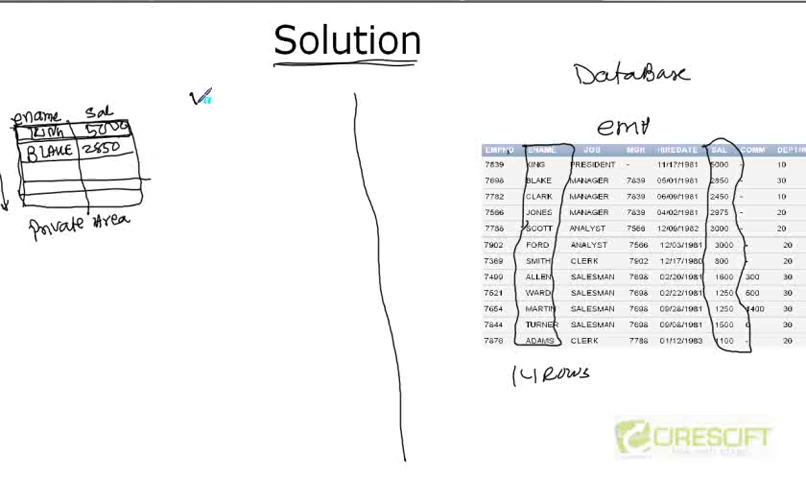 Solution
DataBase
emp
ename sal
KING 5000
BLAKE 2850
Private Area
EMPNO ENAME JOB MGR HIREDATE SAL COMM DEPTN
7839 KING PRESIDENT - 11/17/1981 5000 - 10
7698 BLAKE MANAGER 7839 05/01/1981 2850 - 30
7782 CLARK MANAGER 7839 06/09/1981 2450 - 10
7566 JONES MANAGER 7839 04/02/1981 2975 - 20
7788 SCOTT ANALYST 7566 12/09/1982 3000 - 20
7902 FORD ANALYST 7566 12/03/1981 3000 - 20
7369 SMITH CLERK 7902 12/17/1980 800 - 20
7499 ALLEN SALESMAN 7698 02/20/1981 1600 300 30
7521 WARD SALESMAN 7698 02/22/1981 1250 500 30
7654 MARTIN SALESMAN 7698 09/28/1981 1250 1400 30
7844 TURNER SALESMAN 7698 09/08/1981 1500 0 30
7876 ADAMS CLERK 7788 01/12/1983 1100 - 20
14 ROWS
CIRESCIFT